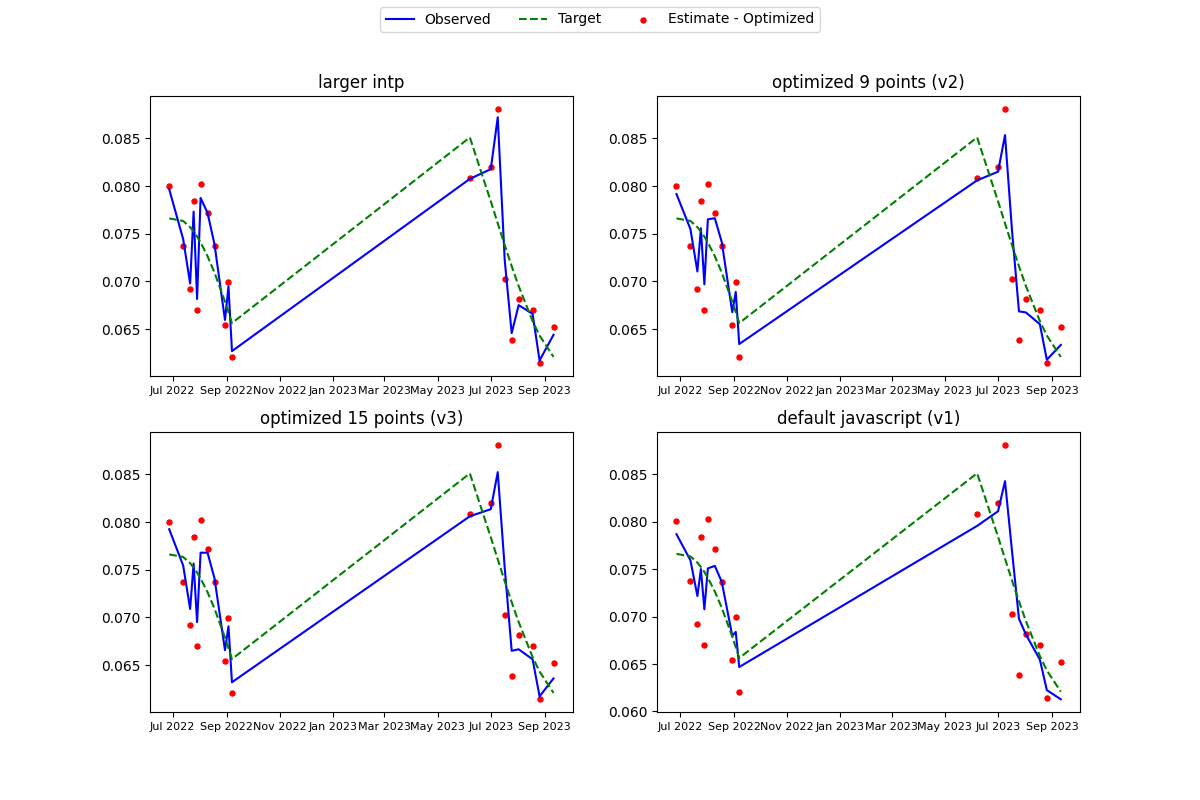 Observed Target Estimate - Optimized
larger intp
0.085
0.080
0.075
0.070
0.065
Jul 2022 Sep 2022 Nov 2022 Jan 2023 Mar 2023 May 2023 Jul 2023 Sep 2023
optimized 9 points (v2)
0.085
0.080
0.075
0.070
0.065
Jul 2022 Sep 2022 Nov 2022 Jan 2023 Mar 2023 May 2023 Jul 2023 Sep 2023
optimized 15 points (v3)
0.085
0.080
0.075
0.070
0.065
Jul 2022 Sep 2022 Nov 2022 Jan 2023 Mar 2023 May 2023 Jul 2023 Sep 2023
default javascript (v1)
0.085
0.080
0.075
0.070
0.065
0.060
Jul 2022 Sep 2022 Nov 2022 Jan 2023 Mar 2023 May 2023 Jul 2023 Sep 2023